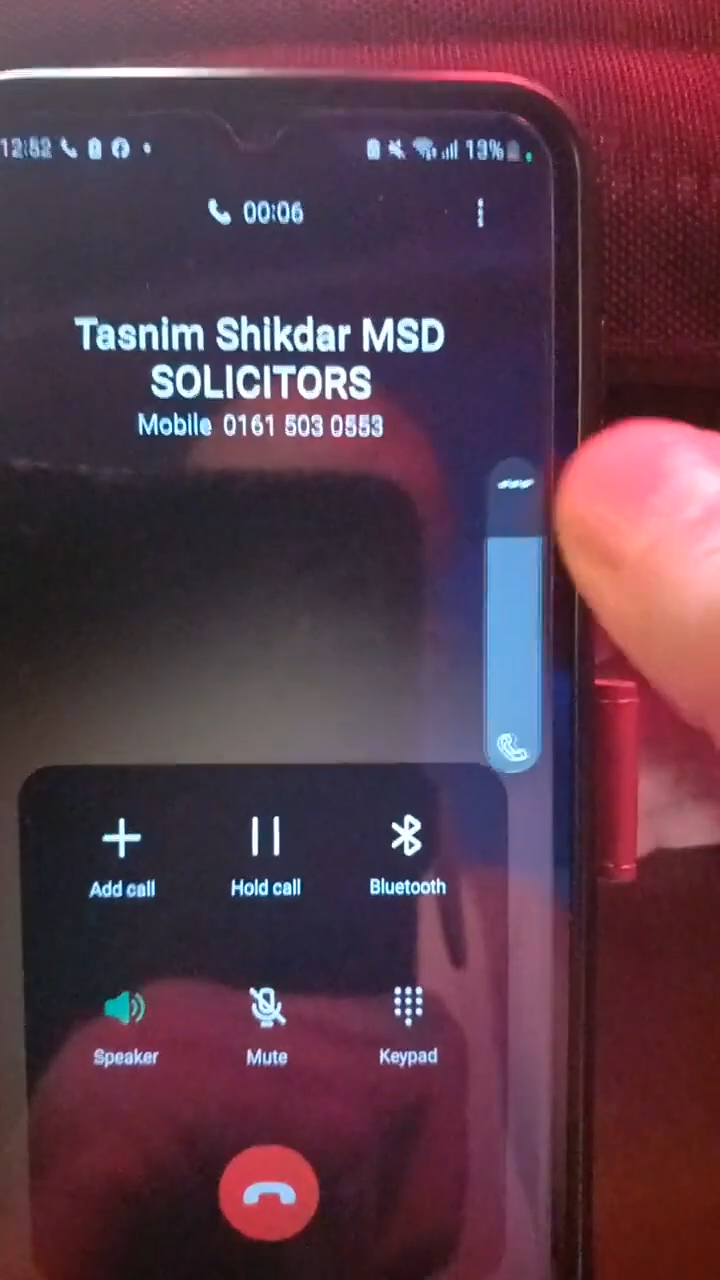 12:52 13%
00:06
Tasnim Shikdar MSD
SOLICITORS
Mobile 0161 503 0553
Add call Hold call Bluetooth
Speaker Mute Keypad